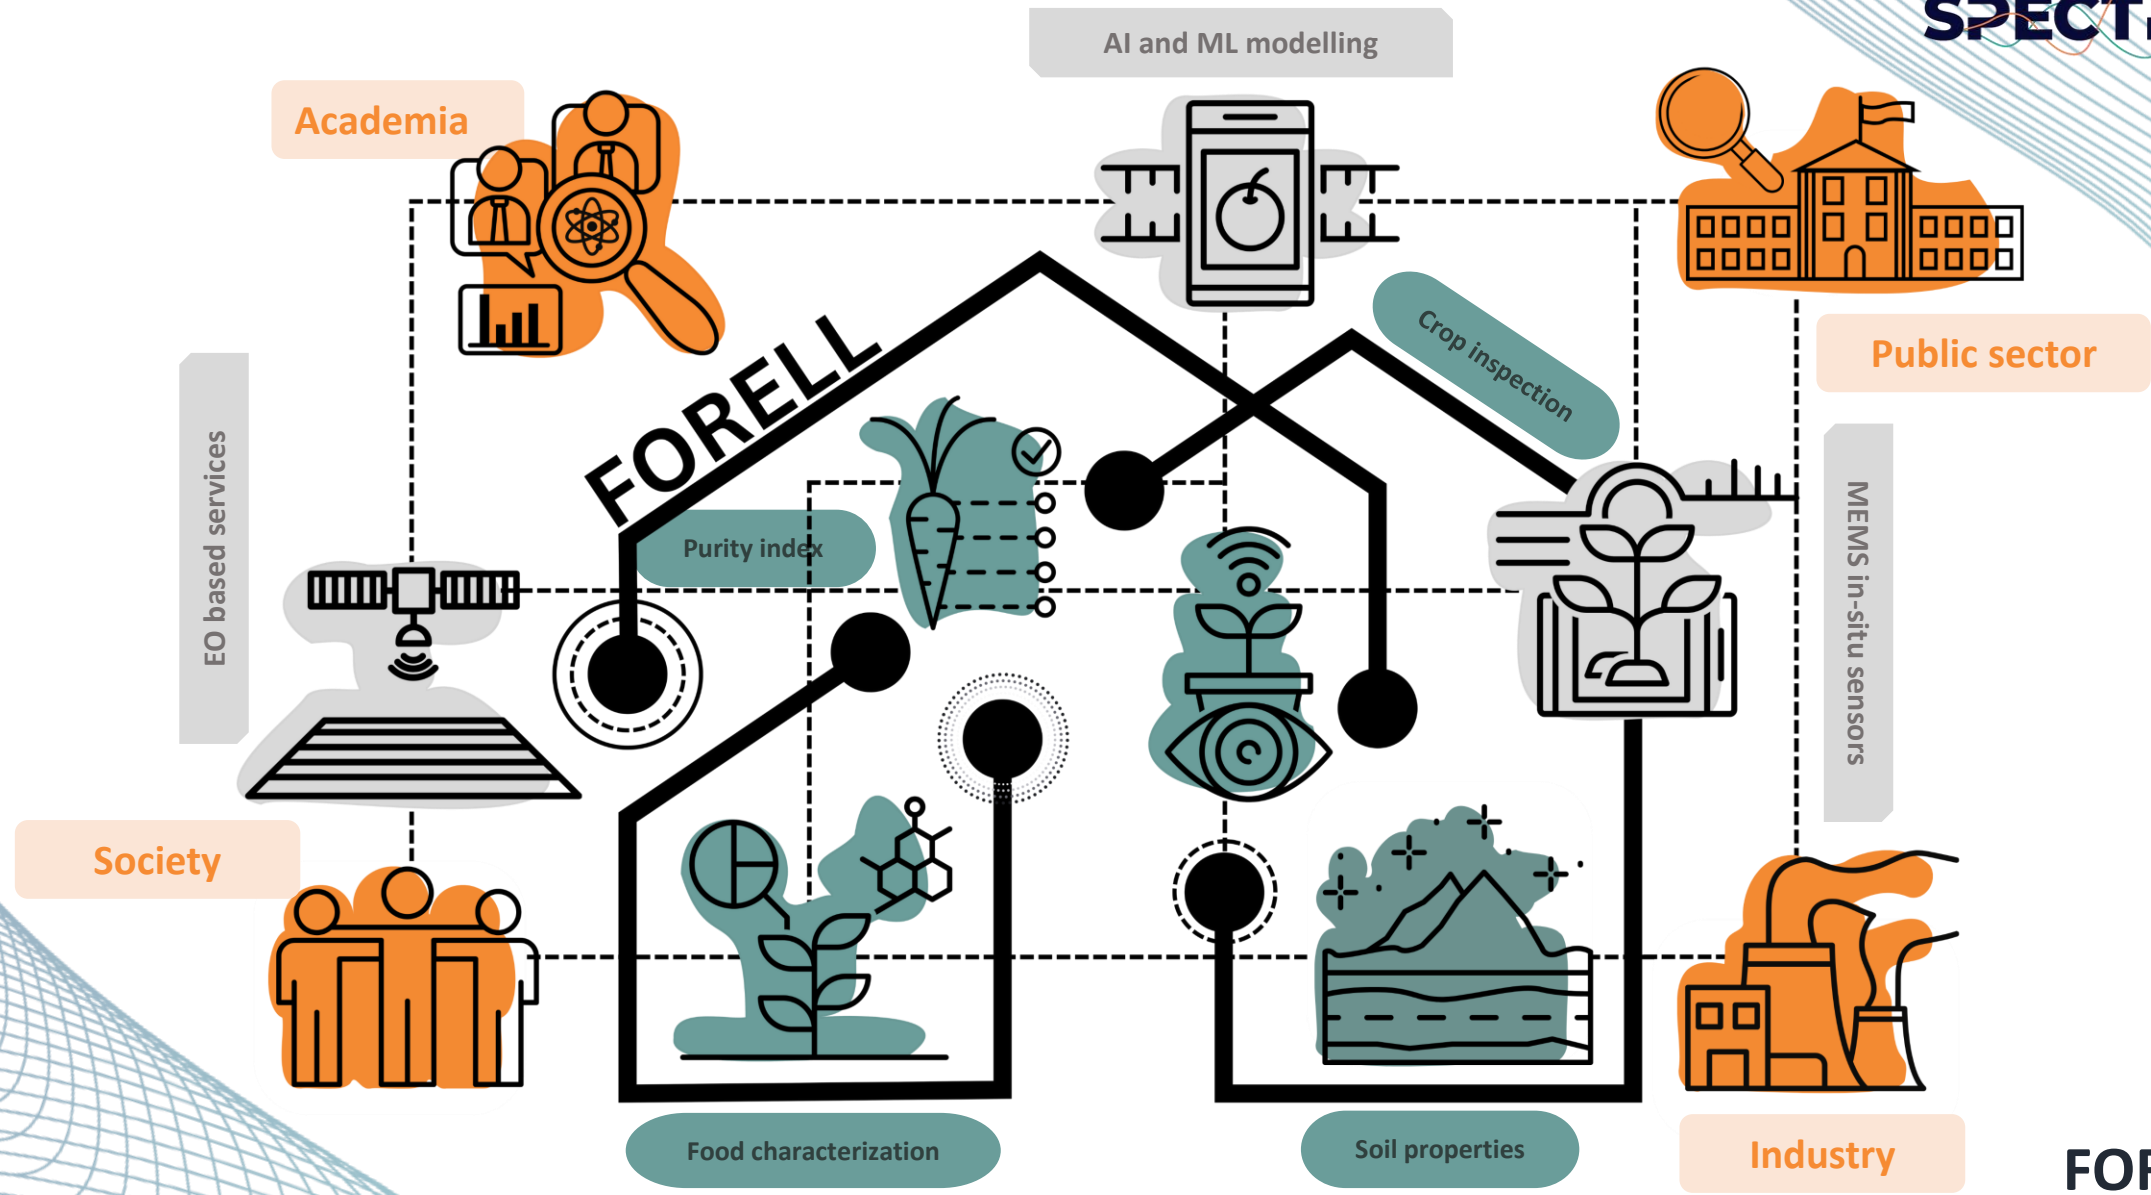 AI and ML modelling
Academia
FORELL
Crop inspection
Public sector
EO based services
Purity index
MEMS in-situ sensors
Society
Food characterization
Soil properties
Industry